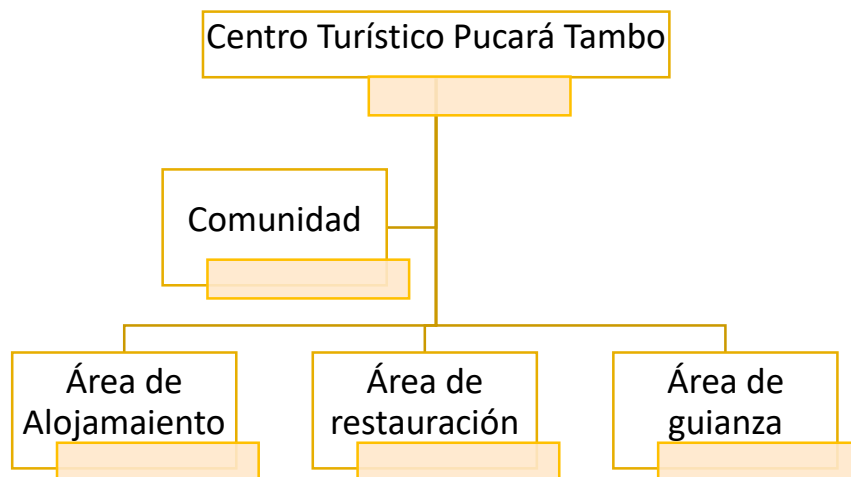 Centro Turístico Pucará Tambo
Comunidad
Área de
Alojamaiento
Área de
restauración
Área de
guianza